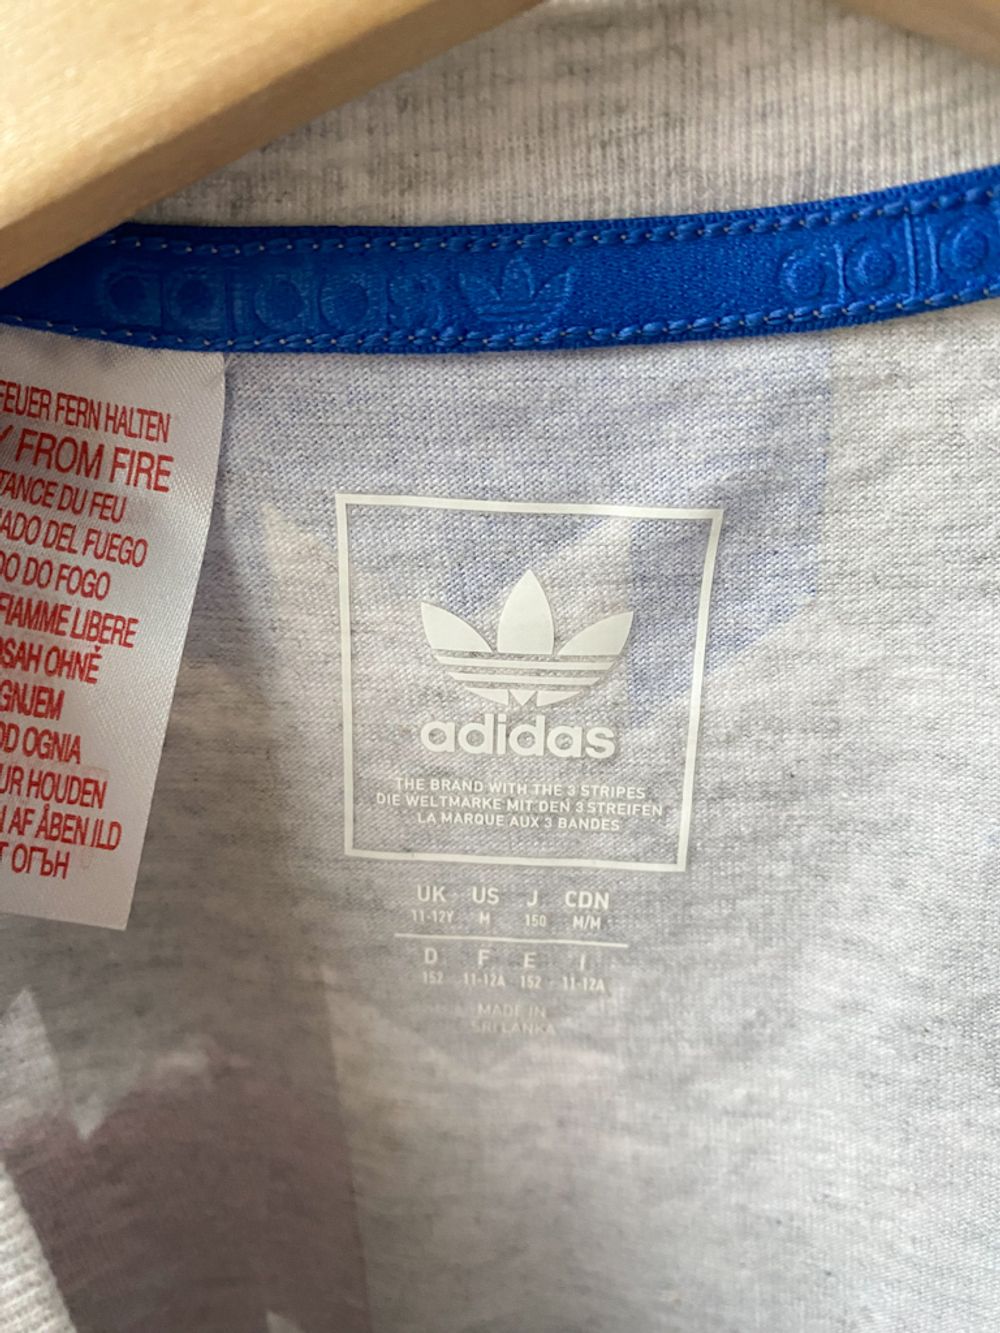 adidas
FEUER FERN HALTEN
FROM FIRE
TANCE DU FEU
ADO DEL FUEGO
DO DO FOGO
FIAMME LIBERE
OSAH OHNĚ
GNJEM
OD OGNIA
UR HOUDEN
AF ÅBEN ILD
ОГЪН
adidas
THE BRAND WITH THE 3 STRIPES
DIE WELTMARKE MIT DEN 3 STREIFEN
LA MARQUE AUX 3 BANDES
UK US J CDN
11-12Y M 150 M/M
D F E I
152 11-12A 152 11-12A
MADE IN
SRI LANKA